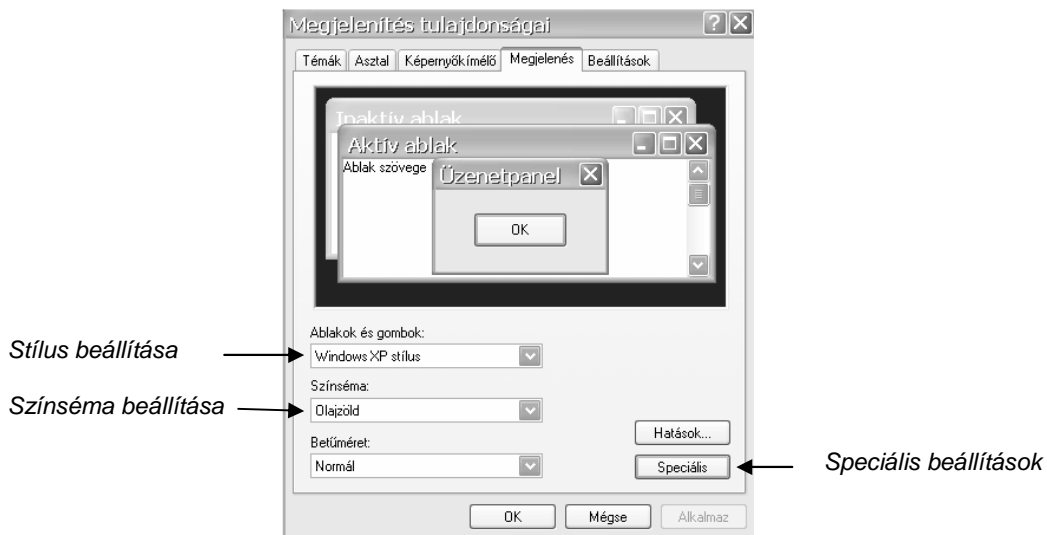 Megjelenítés tulajdonságai
Témák Asztal Képernyőkímélő Megjelenés Beállítások
Inaktív ablak
Aktív ablak
Ablak szövege
Üzenetpanel
OK
Ablakok és gombok:
Stílus beállítása
Windows XP stílus
Színséma:
Színséma beállítása
Olajzöld
Hatások...
Betűméret:
Normál
Speciális
Speciális beállítások
OK Mégse Alkalmaz